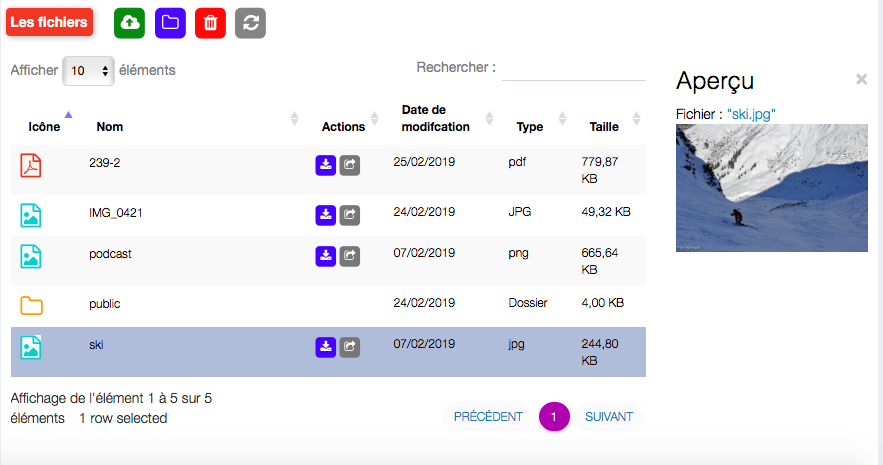 Les fichiers
Afficher 10 éléments
Rechercher :
Icône Nom Actions Date de modifcation Type Taille
239-2 25/02/2019 pdf 779,87 KB
IMG_0421 24/02/2019 JPG 49,32 KB
podcast 07/02/2019 png 665,64 KB
public 24/02/2019 Dossier 4,00 KB
ski 07/02/2019 jpg 244,80 KB
Affichage de l'élément 1 à 5 sur 5
éléments 1 row selected
PRÉCÉDENT 1 SUIVANT
Aperçu ×
Fichier : "ski.jpg"